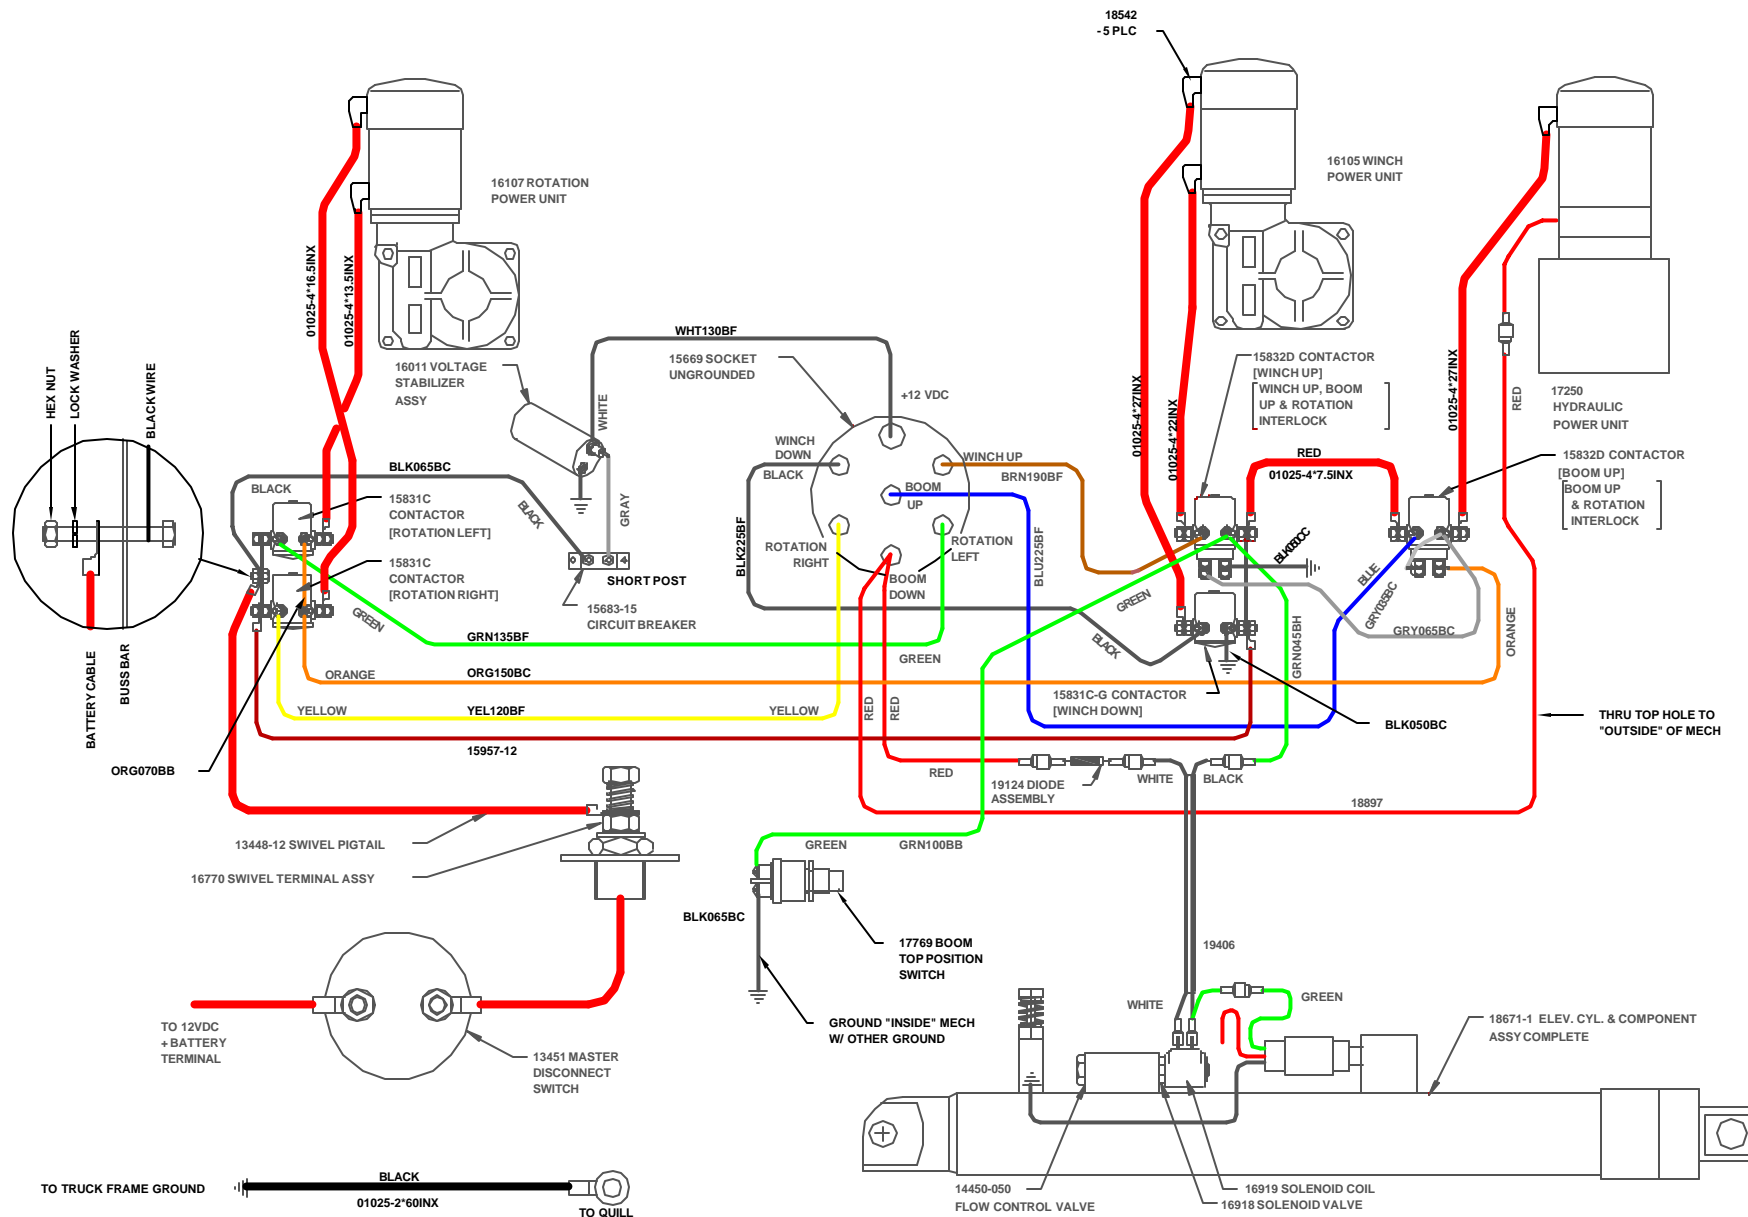 18542
- 5 PLC
16107 ROTATION
POWER UNIT
16105 WINCH
POWER UNIT
01025-4*16.5INX
01025-4*13.5INX
WHT130BF
16011 VOLTAGE
STABILIZER
ASSY
15669 SOCKET
UNGROUNDED
+12 VDC
WHITE
GRAY
15832D CONTACTOR
[WINCH UP]
WINCH UP, BOOM
UP & ROTATION
INTERLOCK
01025-4*27INX
01025-4*22INX
01025-4*27INX
RED
17250
HYDRAULIC
POWER UNIT
15832D CONTACTOR
[BOOM UP]
BOOM UP
& ROTATION
INTERLOCK
HEX NUT
LOCK WASHER
BLACK WIRE
BATTERY CABLE
BUSS BAR
BLK065BC
BLACK
BLACK
15831C
CONTACTOR
[ROTATION LEFT]
15831C
CONTACTOR
[ROTATION RIGHT]
WINCH
DOWN
BLACK
WINCH UP
BRN190BF
BOOM
UP
ROTATION
RIGHT
ROTATION
LEFT
BOOM
DOWN
RED
01025-4*7.5INX
BLK225BF
BLU225BF
BLK050CC
BLUE
GRY035BC
GRY065BC
ORANGE
SHORT POST
15683-15
CIRCUIT BREAKER
GREEN
GRN135BF
GREEN
GREEN
BLACK
GRN045BH
ORANGE
ORG150BC
YELLOW
YEL120BF
YELLOW
RED
RED
15831C-G CONTACTOR
[WINCH DOWN]
BLK050BC
THRU TOP HOLE TO
"OUTSIDE" OF MECH
15957-12
ORG070BB
RED
19124 DIODE
ASSEMBLY
WHITE
BLACK
18897
13448-12 SWIVEL PIGTAIL
16770 SWIVEL TERMINAL ASSY
GREEN
GRN100BB
BLK065BC
17769 BOOM
TOP POSITION
SWITCH
19406
WHITE
GREEN
GROUND "INSIDE" MECH
W/ OTHER GROUND
TO 12VDC
+ BATTERY
TERMINAL
13451 MASTER
DISCONNECT
SWITCH
18671-1 ELEV. CYL. & COMPONENT
ASSY COMPLETE
TO TRUCK FRAME GROUND
BLACK
01025-2*60INX
TO QUILL
14450-050
FLOW CONTROL VALVE
16919 SOLENOID COIL
16918 SOLENOID VALVE